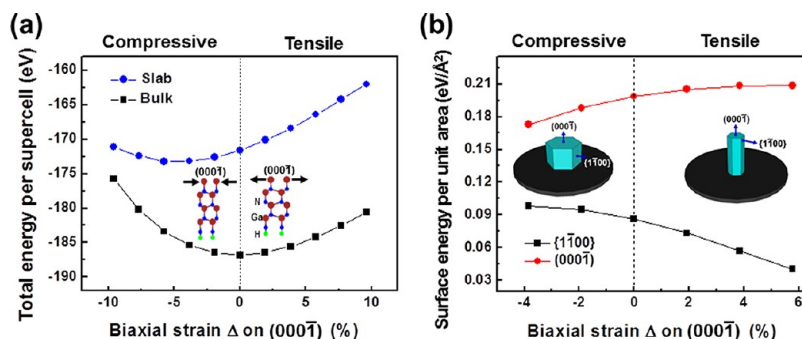 (a)
Compressive Tensile
Total energy per supercell (eV)
-160
-165
-170
-175
-180
-185
-190
Slab
Bulk
(0001̄)
(0001̄)
N
Ga
H
-10 -5 0 5 10
Biaxial strain Δ on (0001̄) (%)
(b)
Compressive Tensile
Surface energy per unit area (eV/Å²)
0.21
0.18
0.15
0.12
0.09
0.06
0.03
(0001̄)
{11̄00}
(0001̄)
{11̄00}
{11̄00}
(0001̄)
-4 -2 0 2 4 6
Biaxial strain Δ on (0001̄) (%)